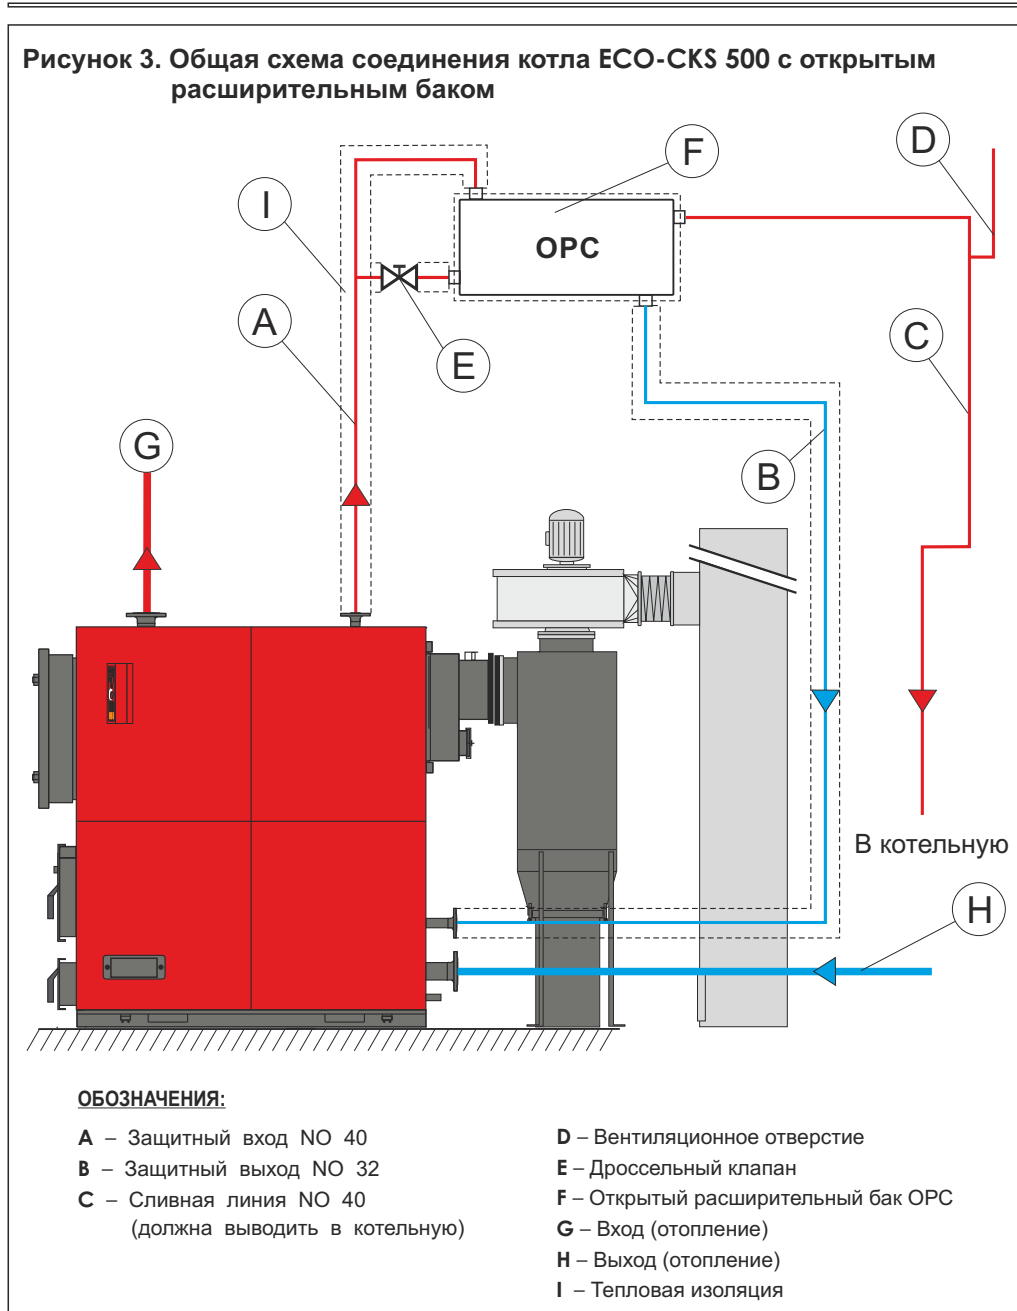 Рисунок 3. Общая схема соединения котла ECO-CKS 500 с открытым
расширительным баком
F
D
I
OPC
A
E
C
G
B
В котельную
H
ОБОЗНАЧЕНИЯ:
A – Защитный вход NO 40
B – Защитный выход NO 32
C – Сливная линия NO 40
(должна выводить в котельную)
D – Вентиляционное отверстие
E – Дроссельный клапан
F – Открытый расширительный бак OPC
G – Вход (отопление)
H – Выход (отопление)
I – Тепловая изоляция